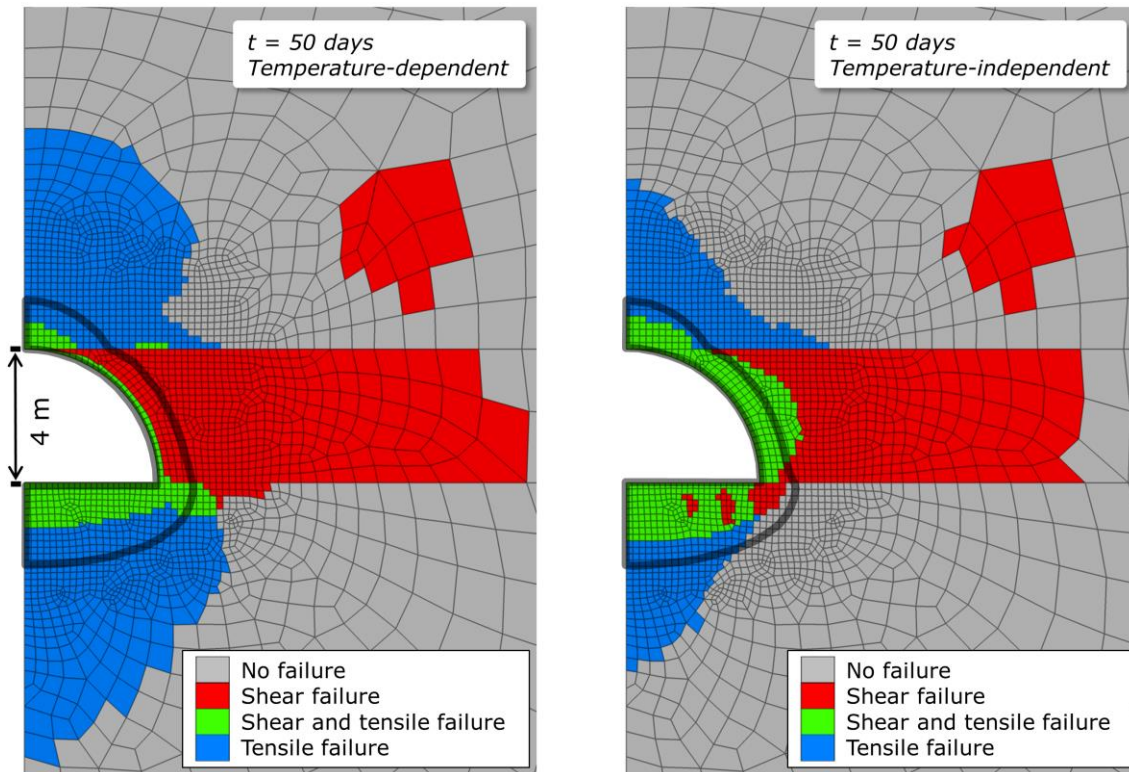 t = 50 days
Temperature-dependent
4 m
No failure
Shear failure
Shear and tensile failure
Tensile failure
t = 50 days
Temperature-independent
No failure
Shear failure
Shear and tensile failure
Tensile failure